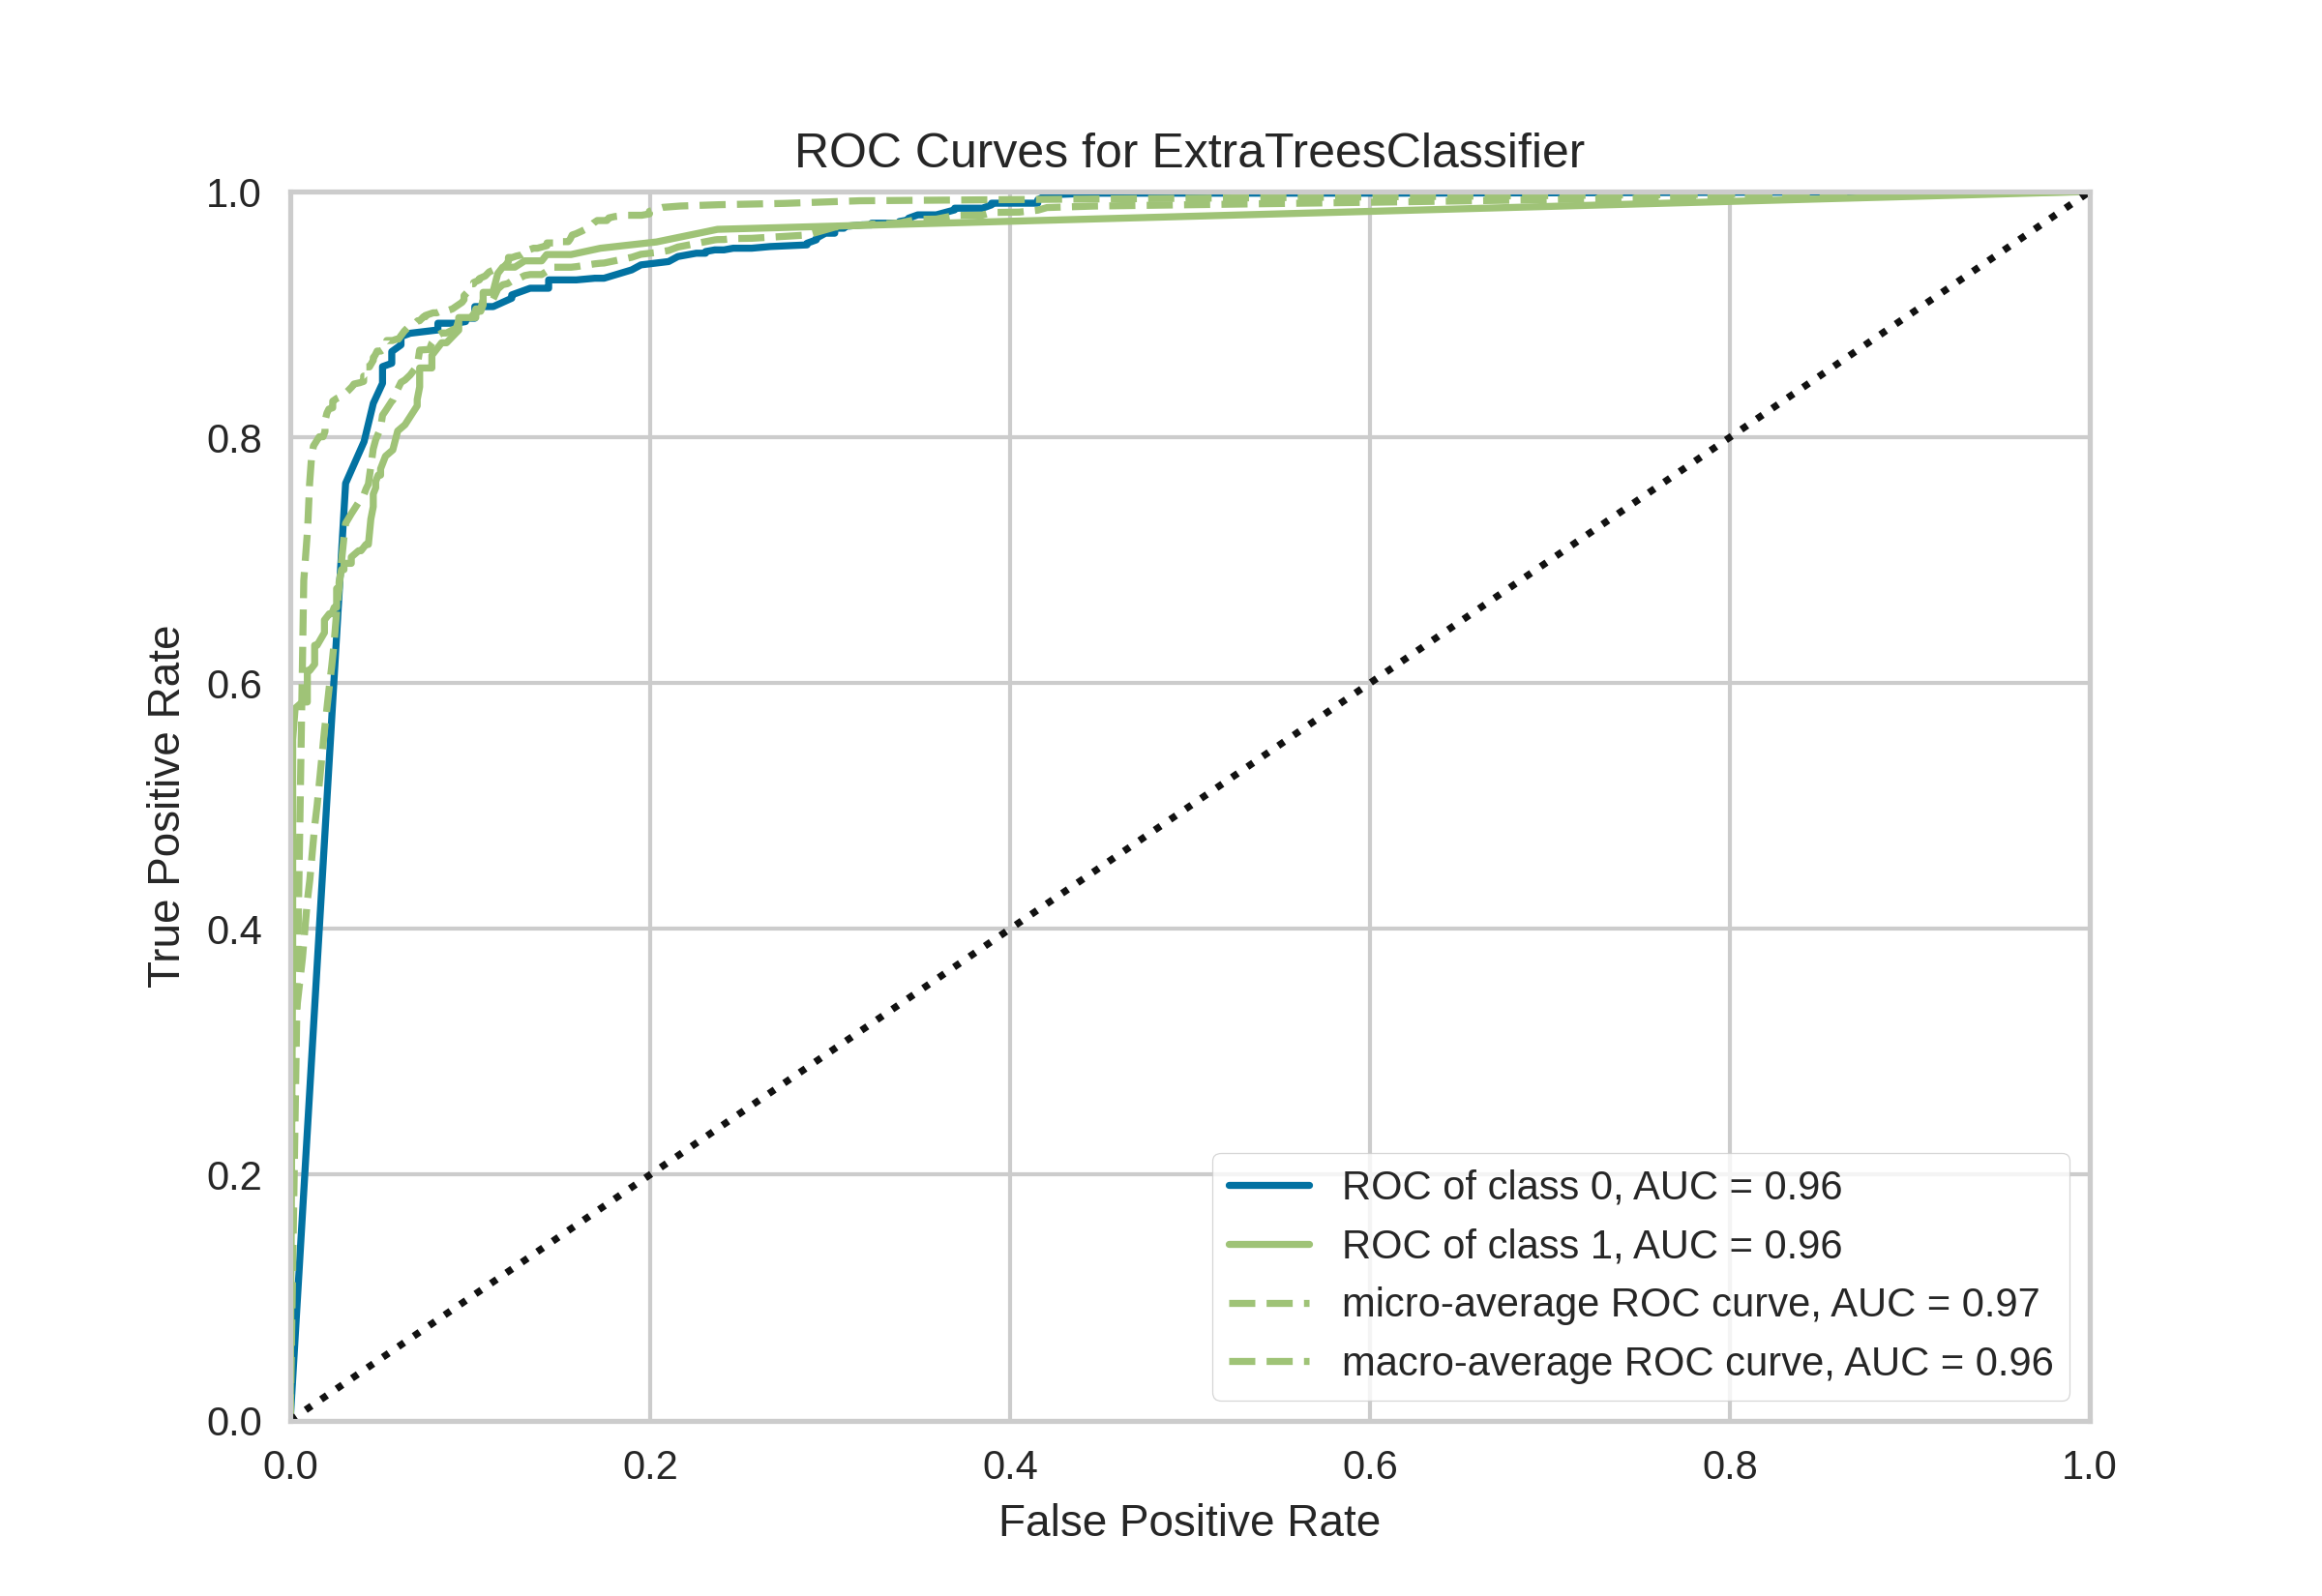 ROC Curves for ExtraTreesClassifier
1.0
0.8
0.6
0.4
0.2
0.0
True Positive Rate
ROC of class 0, AUC = 0.96
ROC of class 1, AUC = 0.96
micro-average ROC curve, AUC = 0.97
macro-average ROC curve, AUC = 0.96
0.0 0.2 0.4 0.6 0.8 1.0
False Positive Rate